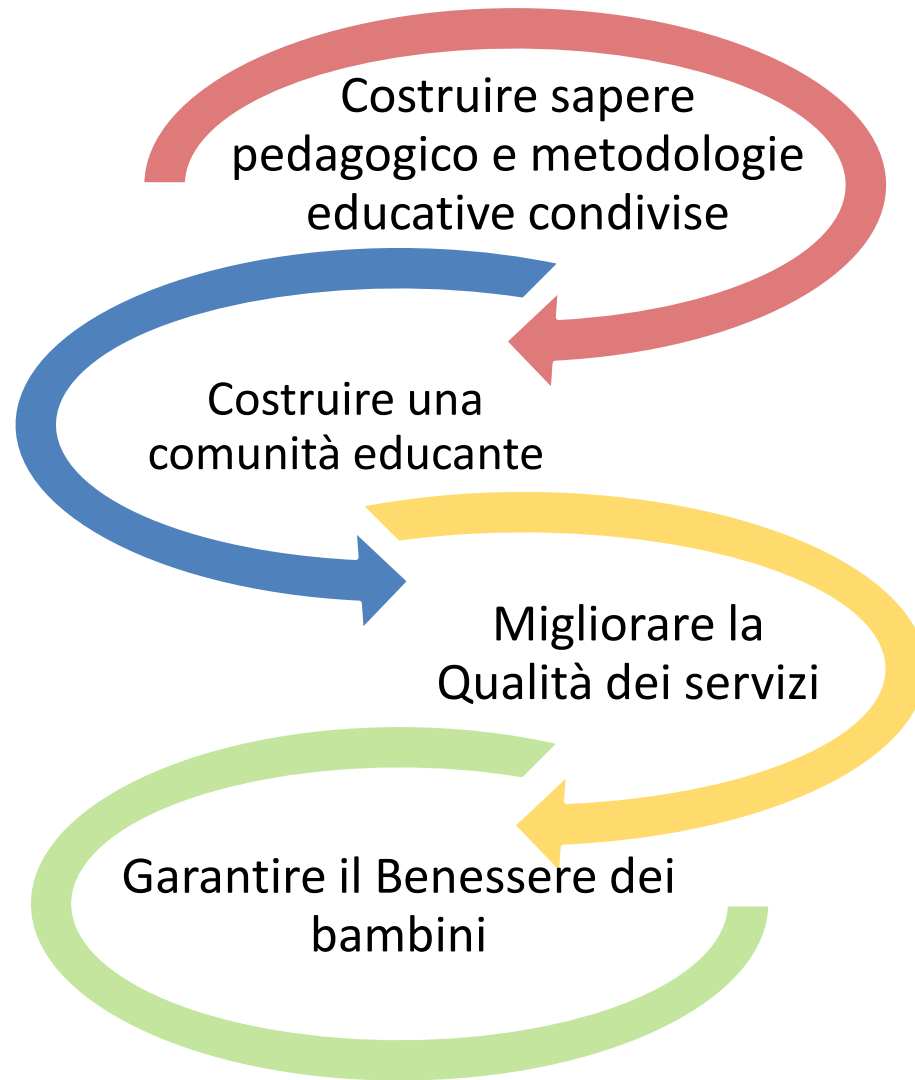 Costruire sapere
pedagogico e metodologie
educative condivise
Costruire una
comunità educante
Migliorare la
Qualità dei servizi
Garantire il Benessere dei
bambini